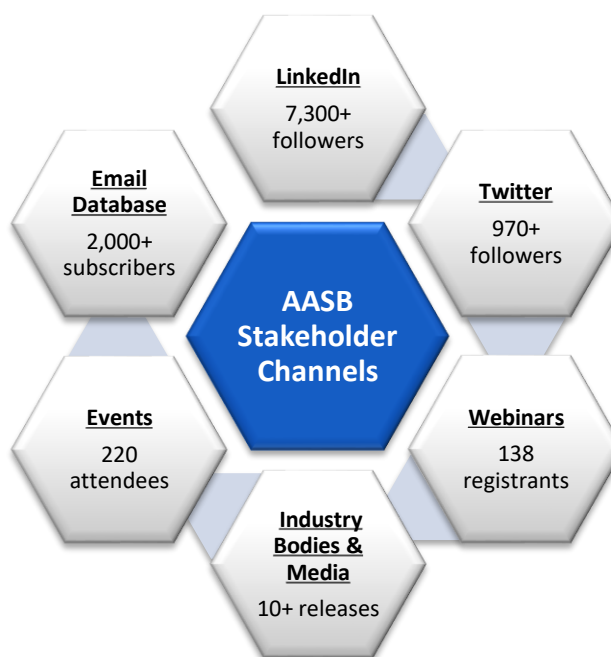 LinkedIn
7,300+
followers
Twitter
970+
followers
Webinars
138
registrants
Industry
Bodies &
Media
10+ releases
Events
220
attendees
Email
Database
2,000+
subscribers
AASB
Stakeholder
Channels